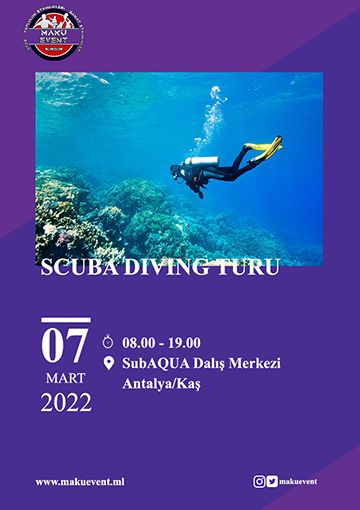 MAKU
EVENT
BURDUR
SCUBA DIVING TURU
07
MART
2022
08.00 - 19.00
SubAQUA Dalış Merkezi
Antalya/Kaş
www.makuevent.ml
makuevent